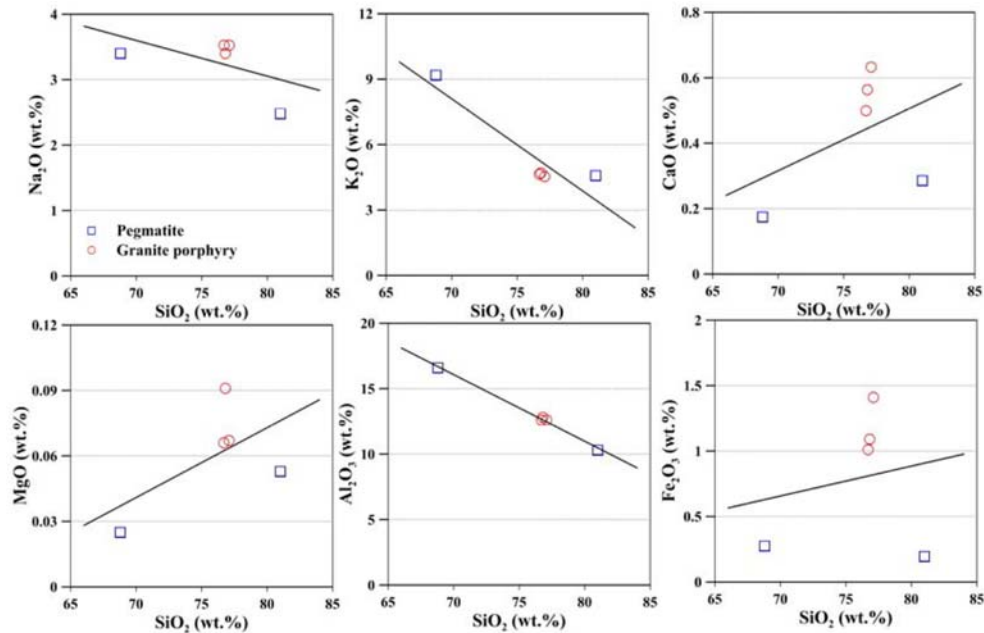 4
3
2
1
0
Na₂O (wt.%)
Pegmatite
Granite porphyry
65 70 75 80 85
SiO₂ (wt.%)
12
9
6
3
0
K₂O (wt.%)
65 70 75 80 85
SiO₂ (wt.%)
0.8
0.6
0.4
0.2
0
CaO (wt.%)
65 70 75 80 85
SiO₂ (wt.%)
0.12
0.09
0.06
0.03
0
MgO (wt.%)
65 70 75 80 85
SiO₂ (wt.%)
20
15
10
5
0
Al₂O₃ (wt.%)
65 70 75 80 85
SiO₂ (wt.%)
2
1.5
1
0.5
0
Fe₂O₃ (wt.%)
65 70 75 80 85
SiO₂ (wt.%)